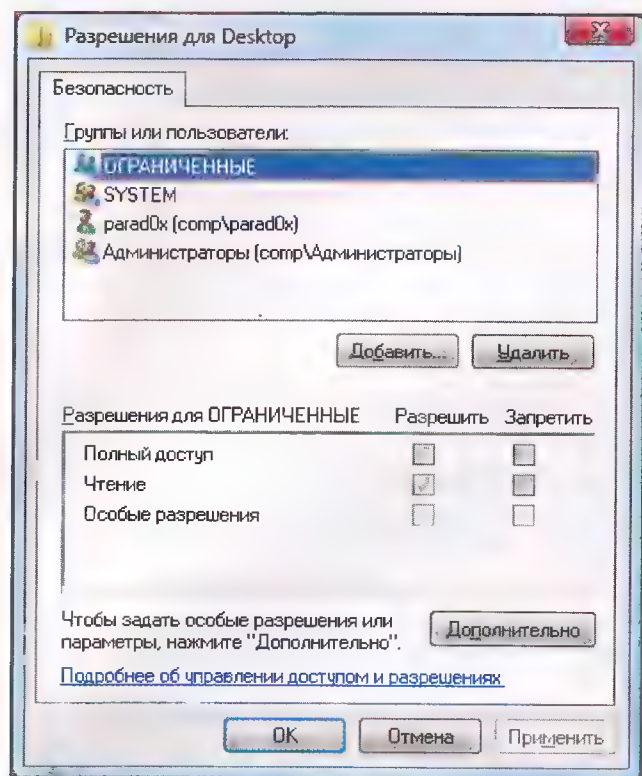 Разрешения для Desktop
Безопасность
Группы или пользователи:
ОГРАНИЧЕННЫЕ
SYSTEM
parad0x (comp\parad0x)
Администраторы (comp\Администраторы)
Добавить...
Удалить
Разрешения для ОГРАНИЧЕННЫЕ Разрешить Запретить
Полный доступ
Чтение
Особые разрешения
Чтобы задать особые разрешения или
параметры, нажмите "Дополнительно".
Дополнительно
Подробнее об управлении доступом и разрешениях
ОК
Отмена
Применить